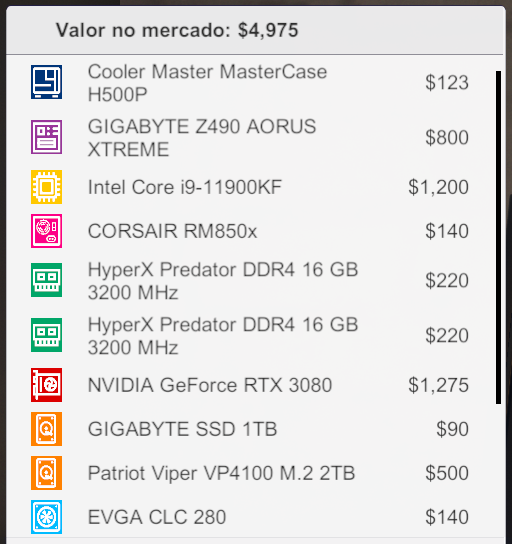 Valor no mercado: $4,975
Cooler Master MasterCase
H500P
$123
GIGABYTE Z490 AORUS
XTREME
$800
Intel Core i9-11900KF
$1,200
CORSAIR RM850x
$140
HyperX Predator DDR4 16 GB
3200 MHz
$220
HyperX Predator DDR4 16 GB
3200 MHz
$220
NVIDIA GeForce RTX 3080
$1,275
GIGABYTE SSD 1TB
$90
Patriot Viper VP4100 M.2 2TB
$500
EVGA CLC 280
$140